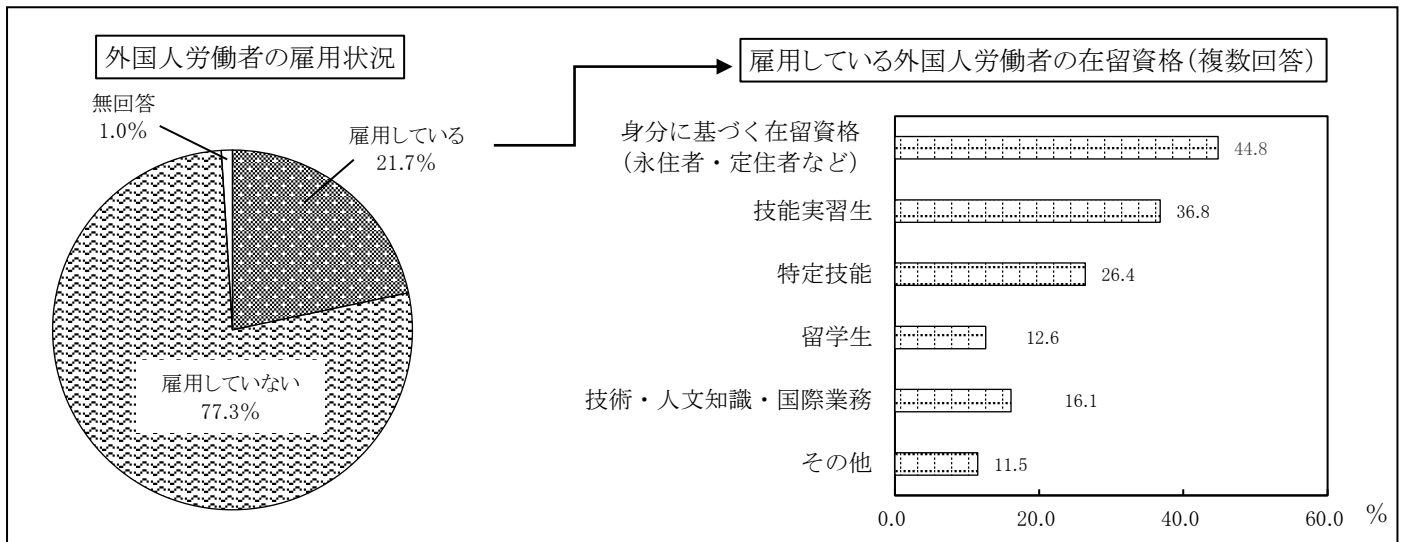 外国人労働者の雇用状況
無回答
1.0%
雇用している
21.7%
雇用していない
77.3%
雇用している外国人労働者の在留資格(複数回答)
身分に基づく在留資格
（永住者・定住者など）
44.8
技能実習生
36.8
特定技能
26.4
留学生
12.6
技術・人文知識・国際業務
16.1
その他
11.5
0.0 20.0 40.0 60.0 %